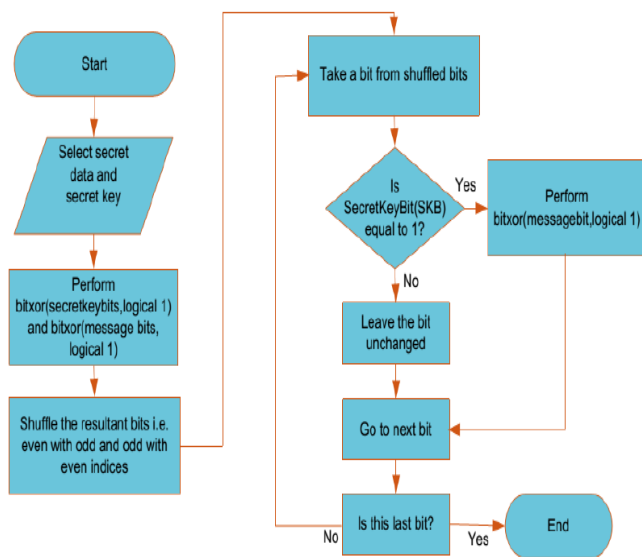 Start
Select secret
data and
secret key
Perform
bitxor(secretkeybits,logical 1)
and bitxor(message bits,
logical 1)
Shuffle the resultant bits i.e.
even with odd and odd with
even indices
Take a bit from shuffled bits
Is
SecretKeyBit(SKB)
equal to 1?
Yes
Perform
bitxor(messagebit,logical 1)
No
Leave the bit
unchanged
Go to next bit
Is this last bit?
No
Yes
End